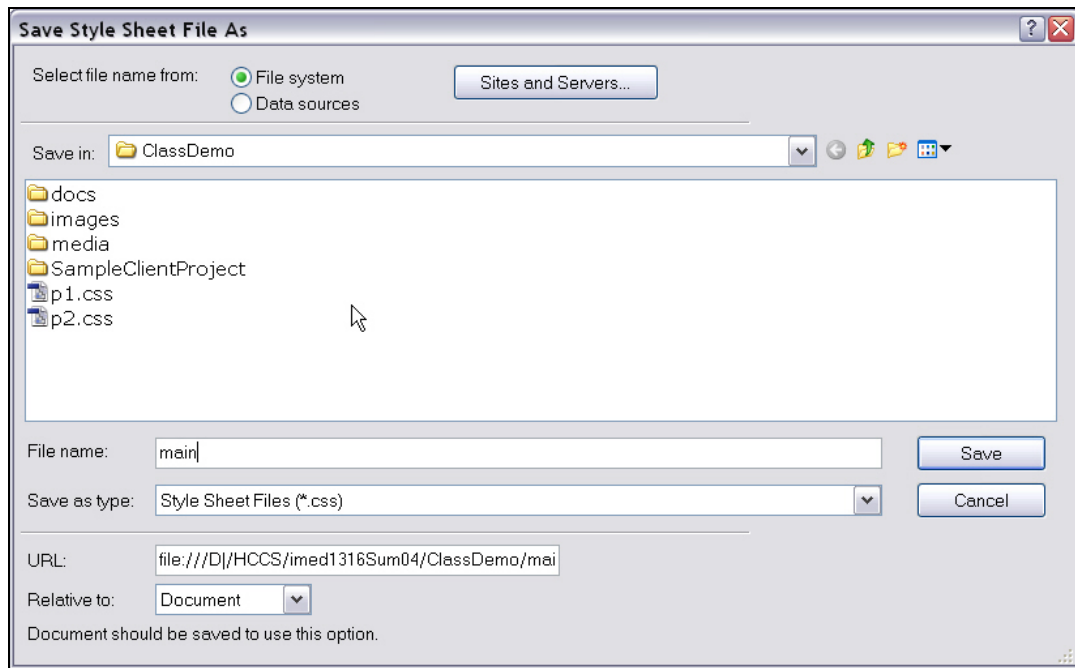 Save Style Sheet File As
Select file name from:
File system
Sites and Servers...
Data sources
Save in:
ClassDemo
docs
images
media
SampleClientProject
p1.css
p2.css
File name:
main
Save
Save as type:
Style Sheet Files (*.css)
Cancel
URL:
file:///D|/HCCS/imed1316Sum04/ClassDemo/mai
Relative to:
Document
Document should be saved to use this option.